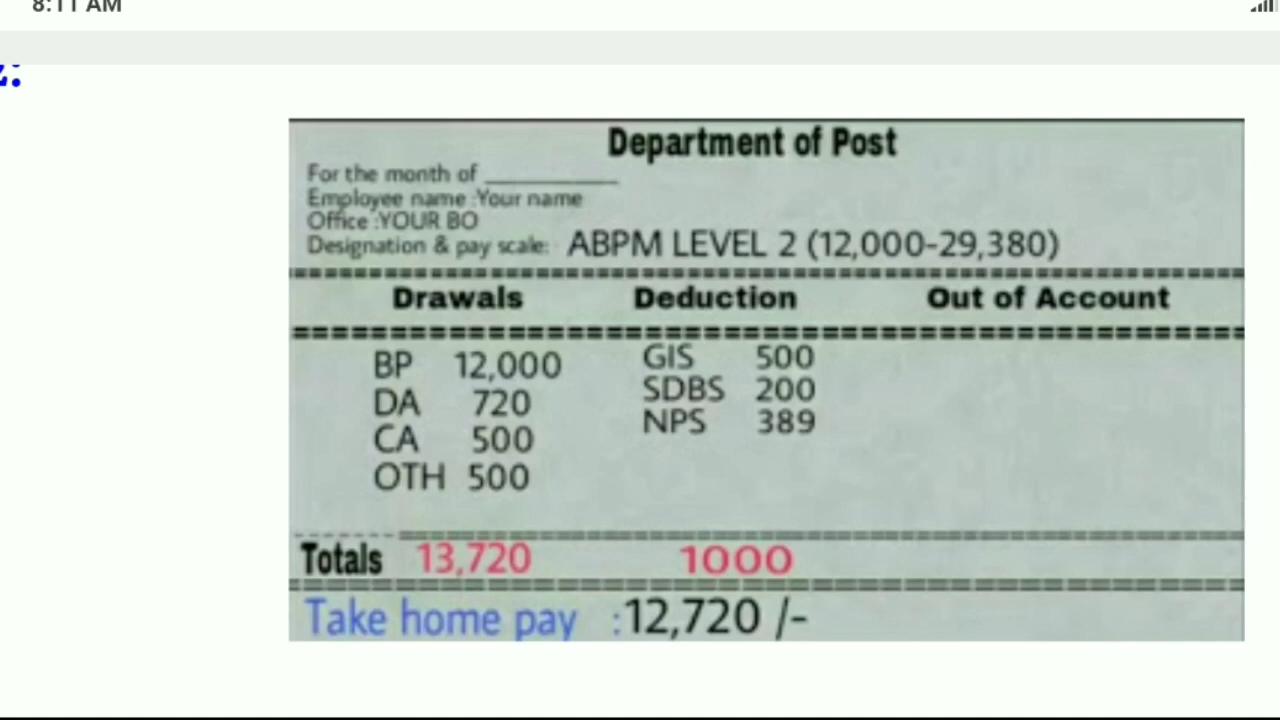 8:11 AM
Department of Post
For the month of __________
Employee name :Your name
Office :YOUR BO
Designation & pay scale: ABPM LEVEL 2 (12,000-29,380)
Drawals Deduction Out of Account
BP 12,000 GIS 500
DA 720 SDBS 200
CA 500 NPS 389
OTH 500
Totals 13,720 1000
Take home pay :12,720 /-